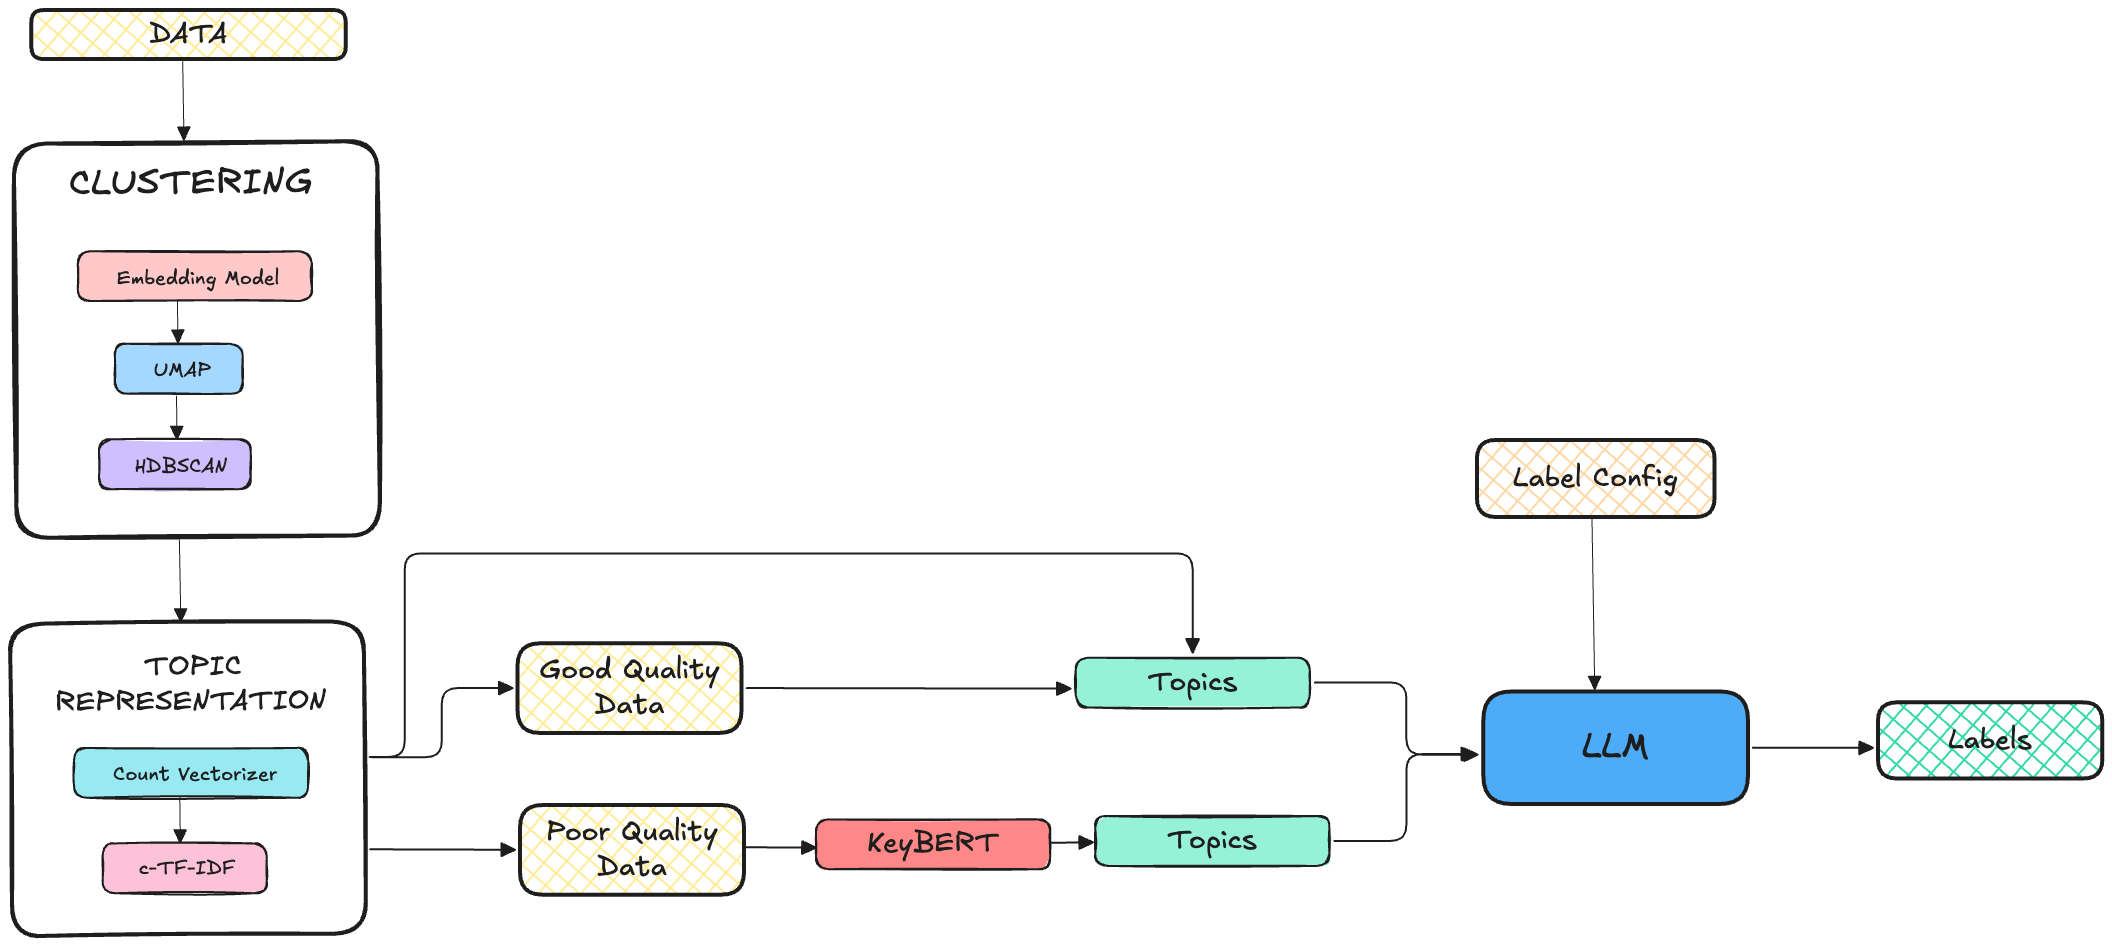 DATA
CLUSTERING
Embedding Model
UMAP
HDBSCAN
TOPIC
REPRESENTATION
Count Vectorizer
c-TF-IDF
Good Quality
Data
Topics
Poor Quality
Data
KeyBERT
Topics
Label Config
LLM
Labels